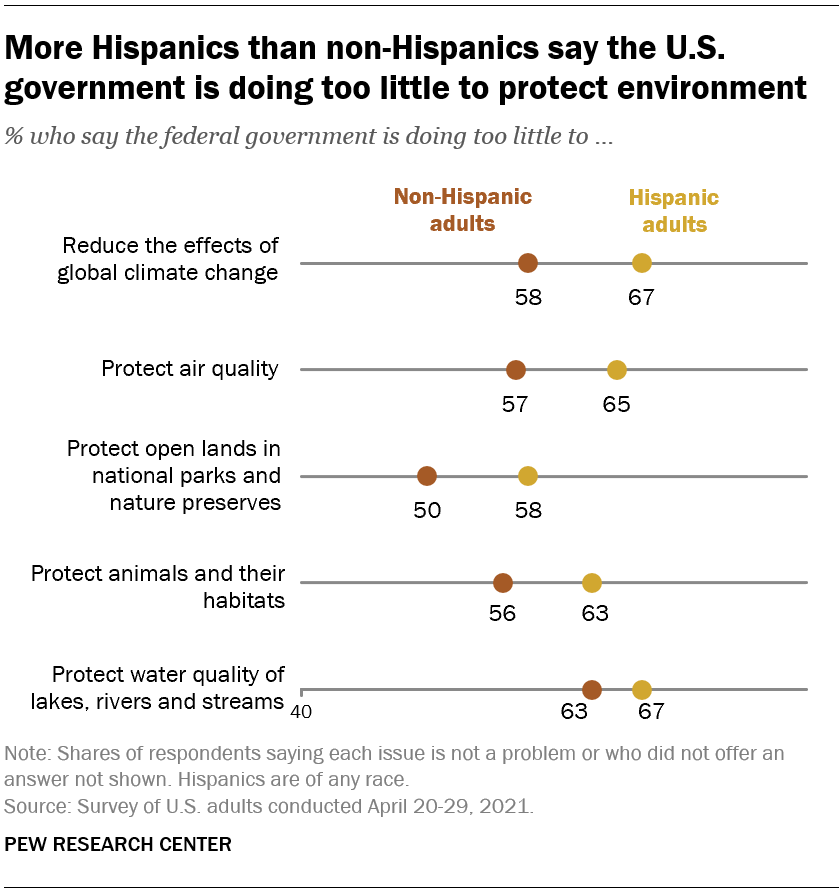 More Hispanics than non-Hispanics say the U.S.
government is doing too little to protect environment
% who say the federal government is doing too little to ...
Non-Hispanic
adults
Hispanic
adults
Reduce the effects of
global climate change
58
67
Protect air quality
57
65
Protect open lands in
national parks and
nature preserves
50
58
Protect animals and their
habitats
56
63
Protect water quality of
lakes, rivers and streams
40
63
67
Note: Shares of respondents saying each issue is not a problem or who did not offer an
answer not shown. Hispanics are of any race.
Source: Survey of U.S. adults conducted April 20-29, 2021.
PEW RESEARCH CENTER